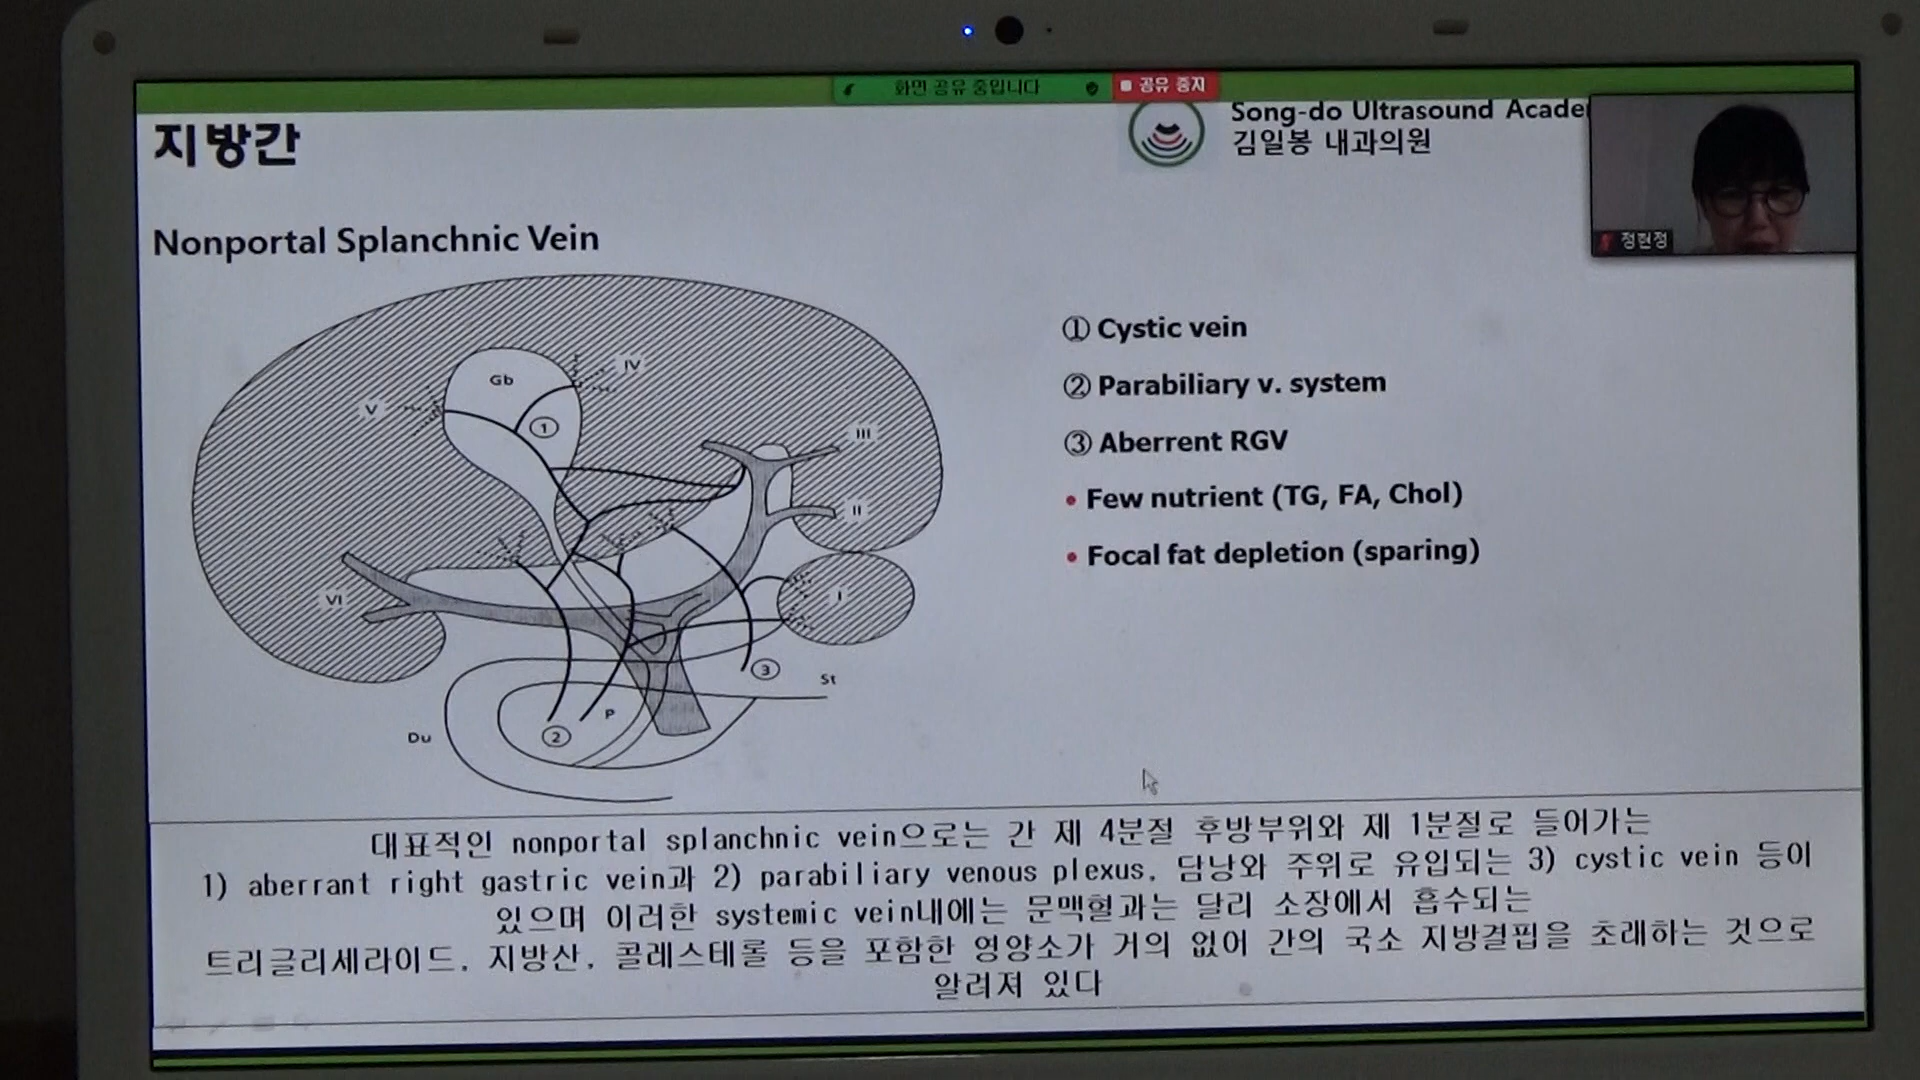 화면 공유 중입니다
공유 중지
지방간
Song-do Ultrasound Acade
김일봉 내과의원
정현정
Nonportal Splanchnic Vein
Gb
IV
V
1
III
II
VI
I
3
St
P
Du
2
① Cystic vein
② Parabiliary v. system
③ Aberrent RGV
• Few nutrient (TG, FA, Chol)
• Focal fat depletion (sparing)
대표적인 nonportal splanchnic vein으로는 간 제 4분절 후방부위와 제 1분절로 들어가는
1) aberrant right gastric vein과 2) parabiliary venous plexus, 담낭와 주위로 유입되는 3) cystic vein 등이
있으며 이러한 systemic vein내에는 문맥혈과는 달리 소장에서 흡수되는
트리글리세라이드, 지방산, 콜레스테롤 등을 포함한 영양소가 거의 없어 간의 국소 지방결핍을 초래하는 것으로
알려져 있다